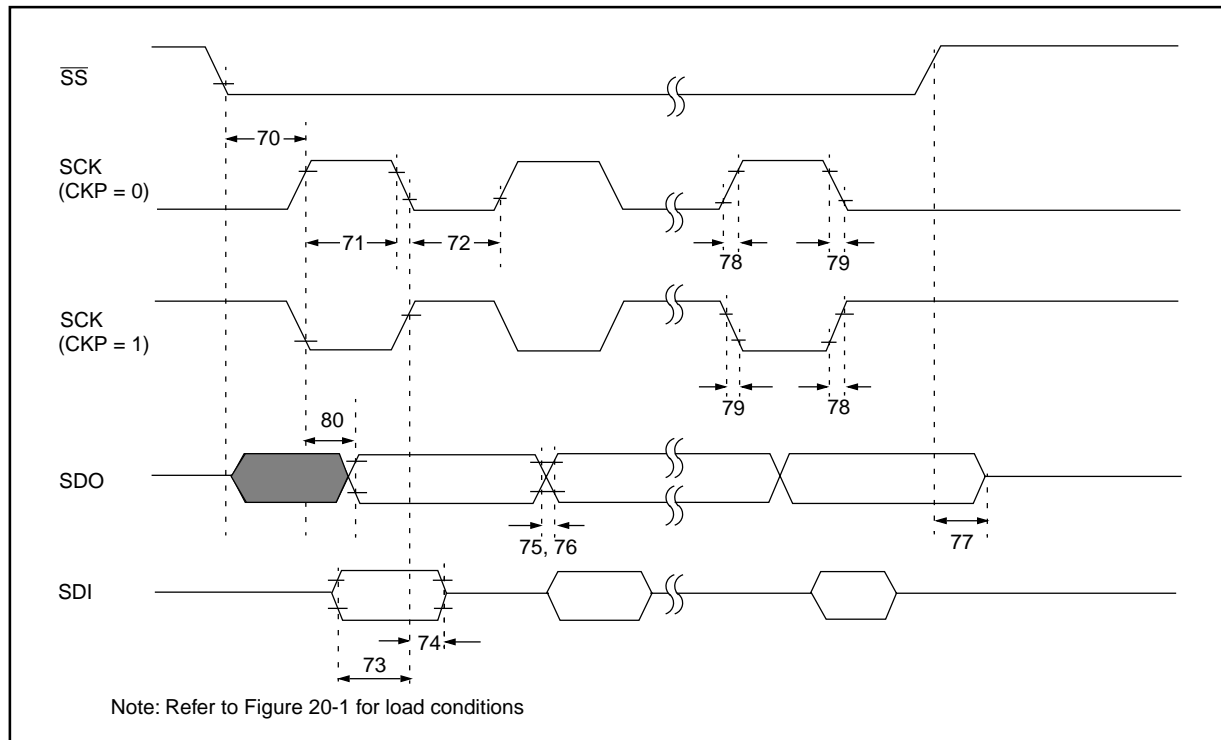 SS
70
SCK
(CKP = 0)
71
72
78
79
SCK
(CKP = 1)
79
78
80
SDO
75, 76
77
SDI
74
73
Note: Refer to Figure 20-1 for load conditions